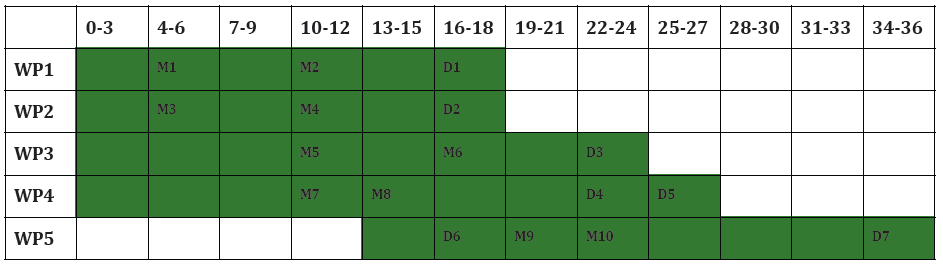 0-3 4-6 7-9 10-12 13-15 16-18 19-21 22-24 25-27 28-30 31-33 34-36
WP1 M1 M2 D1
WP2 M3 M4 D2
WP3 M5 M6 D3
WP4 M7 M8 D4 D5
WP5 D6 M9 M10 D7